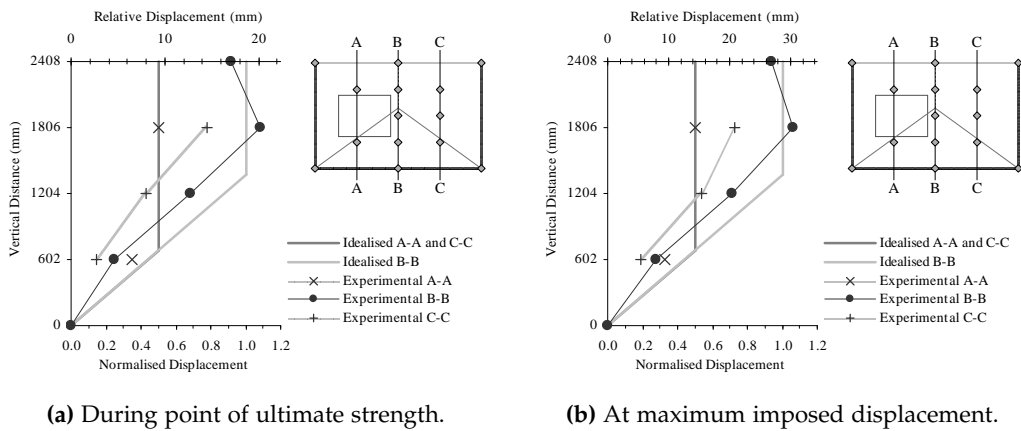 Relative Displacement (mm)
0 10 20
2408
1806
1204
602
0
Vertical Distance (mm)
0.0 0.2 0.4 0.6 0.8 1.0 1.2
Normalised Displacement
A B C
A B C
Idealised A-A and C-C
Idealised B-B
Experimental A-A
Experimental B-B
Experimental C-C
(a) During point of ultimate strength.
Relative Displacement (mm)
0 10 20 30
2408
1806
1204
602
0
Vertical Distance (mm)
0.0 0.2 0.4 0.6 0.8 1.0 1.2
Normalised Displacement
A B C
A B C
Idealised A-A and C-C
Idealised B-B
Experimental A-A
Experimental B-B
Experimental C-C
(b) At maximum imposed displacement.